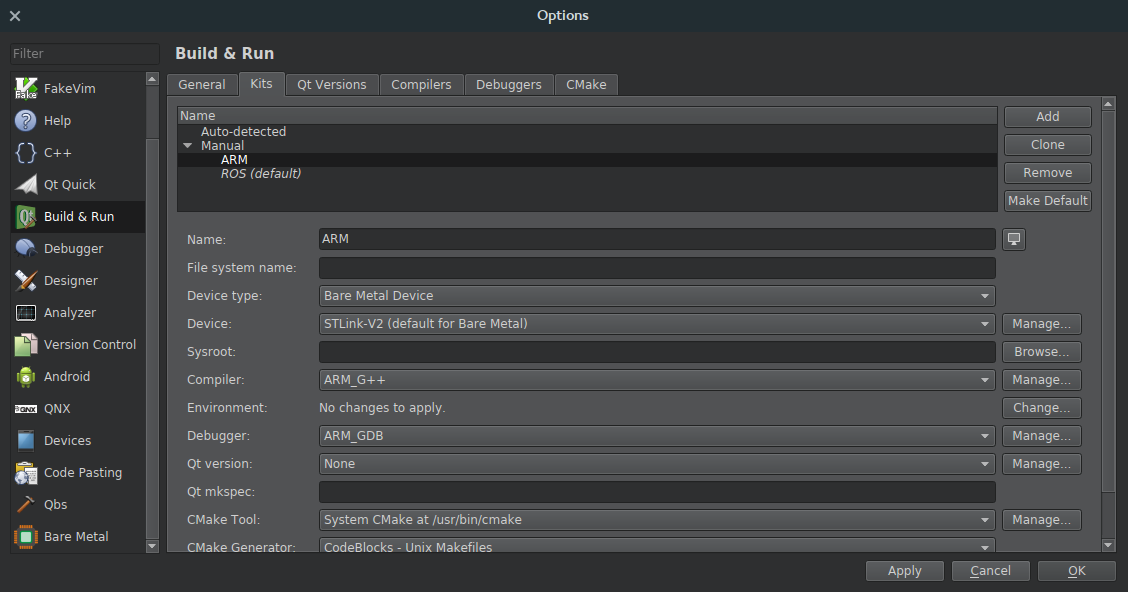 Options
Filter
FakeVim
Help
C++
Qt Quick
Build & Run
Debugger
Designer
Analyzer
Version Control
Android
QNX
Devices
Code Pasting
Qbs
Bare Metal
Build & Run
General Kits Qt Versions Compilers Debuggers CMake
Name
Auto-detected
Manual
ARM
ROS (default)
Add
Clone
Remove
Make Default
Name: ARM
File system name:
Device type: Bare Metal Device
Device: STLink-V2 (default for Bare Metal) Manage...
Sysroot: Browse...
Compiler: ARM_G++ Manage...
Environment: No changes to apply. Change...
Debugger: ARM_GDB Manage...
Qt version: None Manage...
Qt mkspec:
CMake Tool: System CMake at /usr/bin/cmake Manage...
CMake Generator: CodeBlocks - Unix Makefiles
Apply Cancel OK